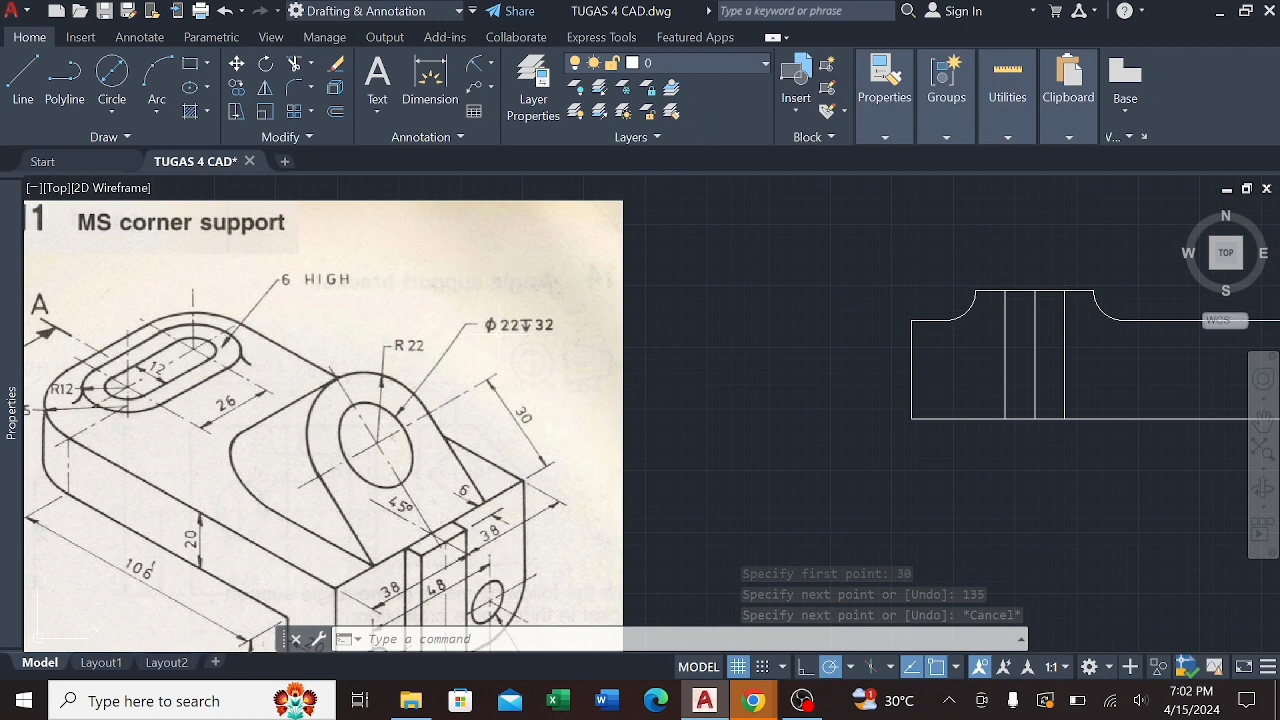 Drafting & Annotation
Share
TUGAS 4 CAD.dwg
Type a keyword or phrase
Sign In
Home
Insert
Annotate
Parametric
View
Manage
Output
Add-ins
Collaborate
Express Tools
Featured Apps
0
Line
Polyline
Circle
Arc
Text
Dimension
Layer
Properties
Insert
Properties
Groups
Utilities
Clipboard
Base
Draw
Modify
Annotation
Layers
Block
V...
Start
TUGAS 4 CAD*
[−][Top][2D Wireframe]
1 MS corner support
6 HIGH
A
ϕ 22↧32
R 22
12
R12
26
5
30
45°
6
38
20
38
48
106
N
W
TOP
E
S
WCS
Properties
Specify first point: 30
Specify next point or [Undo]: 135
Specify next point or [Undo]: *Cancel*
Type a command
Model
Layout1
Layout2
MODEL
1:1
Type here to search
30°C
7:02 PM
4/15/2024